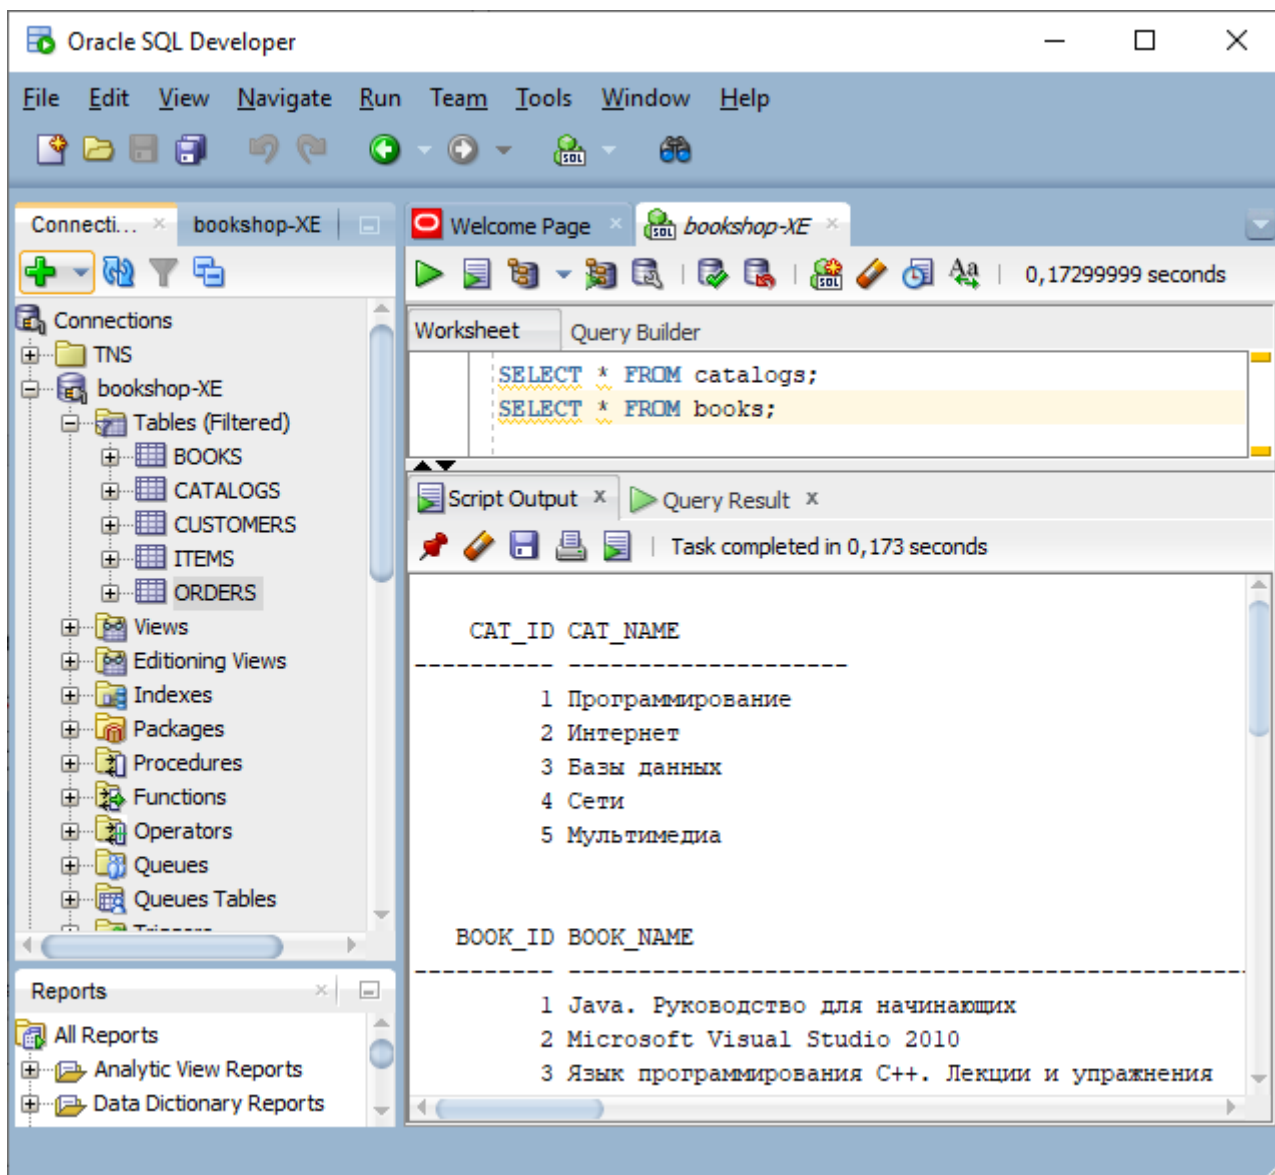 Oracle SQL Developer
File Edit View Navigate Run Team Tools Window Help
Connecti...
bookshop-XE
Connections
TNS
bookshop-XE
Tables (Filtered)
BOOKS
CATALOGS
CUSTOMERS
ITEMS
ORDERS
Views
Editioning Views
Indexes
Packages
Procedures
Functions
Operators
Queues
Queues Tables
Triggers
Reports
All Reports
Analytic View Reports
Data Dictionary Reports
Welcome Page
bookshop-XE
0,17299999 seconds
Worksheet Query Builder
SELECT * FROM catalogs;
SELECT * FROM books;
Script Output x Query Result x
Task completed in 0,173 seconds
CAT_ID CAT_NAME
---------- --------------------
1 Программирование
2 Интернет
3 Базы данных
4 Сети
5 Мультимедиа
BOOK_ID BOOK_NAME
---------- -------------------------------------------------
1 Java. Руководство для начинающих
2 Microsoft Visual Studio 2010
3 Язык программирования C++. Лекции и упражнения